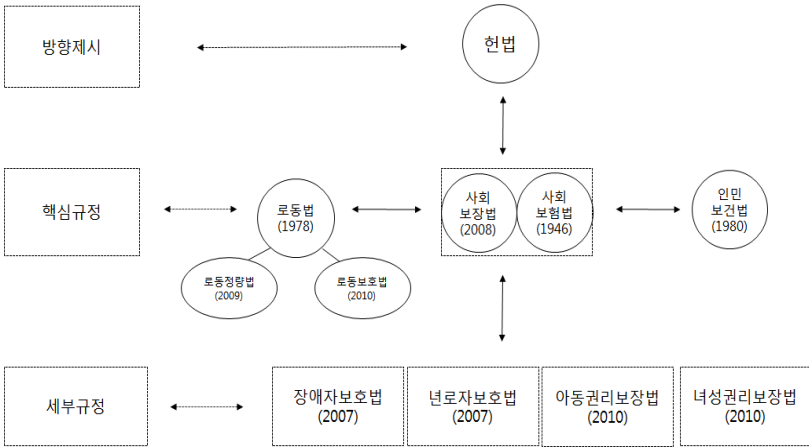 방향제시
헌법
핵심규정
로동법
(1978)
사회
보장법
(2008)
사회
보험법
(1946)
인민
보건법
(1980)
로동정량법
(2009)
로동보호법
(2010)
세부규정
장애자보호법
(2007)
년로자보호법
(2007)
아동권리보장법
(2010)
녀성권리보장법
(2010)